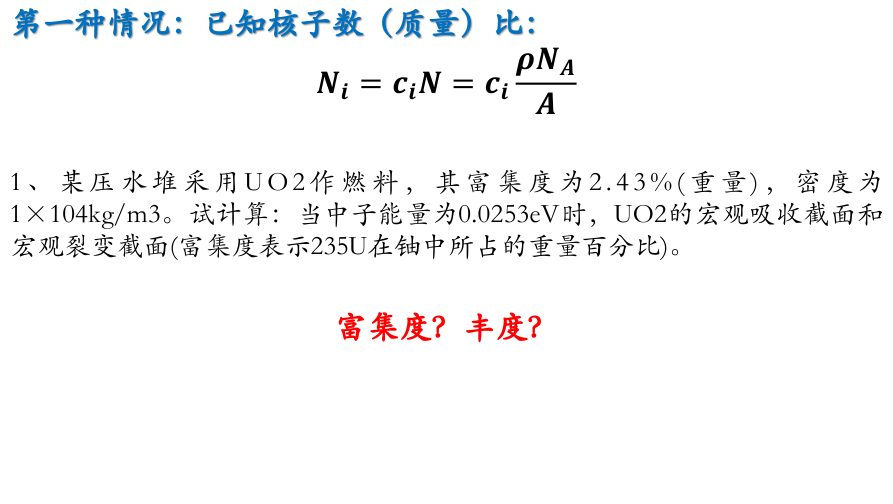 第一种情况：已知核子数（质量）比：
N_i = c_i N = c_i ρN_A / A
1、某压水堆采用UO2作燃料，其富集度为2.43%(重量)，密度为
1×104kg/m3。试计算：当中子能量为0.0253eV时，UO2的宏观吸收截面和
宏观裂变截面(富集度表示235U在铀中所占的重量百分比)。
富集度？丰度？